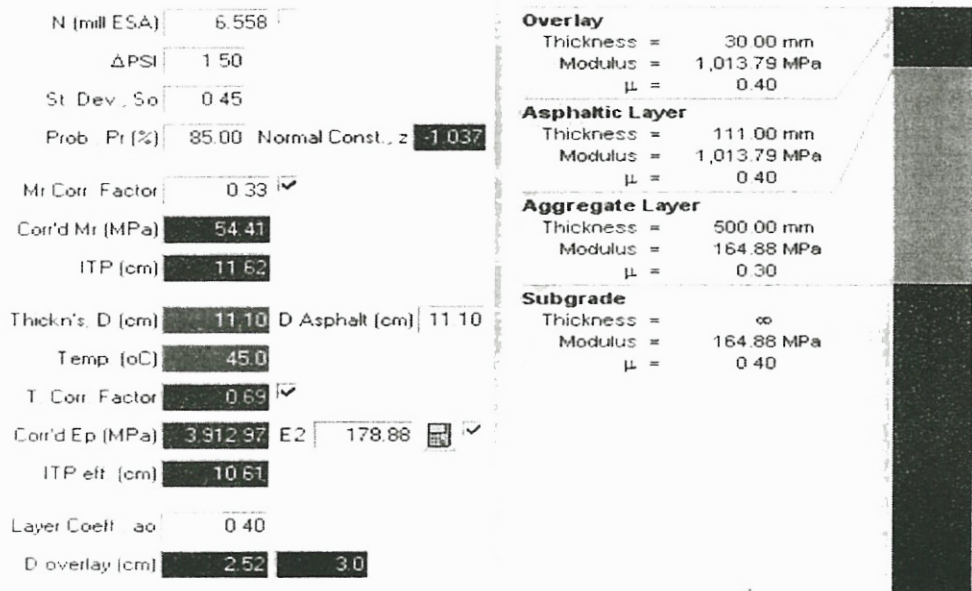 N (mill ESA) 6.558
ΔPSI 1.50
St. Dev., So 0.45
Prob., Pr (%) 85.00 Normal Const., z -1.037
Mr Corr. Factor 0.33
Corr'd Mr (MPa) 54.41
ITP (cm) 11.62
Thickn's, D (cm) 11.10 D Asphalt (cm) 11.10
Temp. (oC) 45.0
T. Corr. Factor 0.69
Corr'd Ep (MPa) 3,912.97 E2 178.88
ITP eff. (cm) 10.61
Layer Coeff., ao 0.40
D overlay (cm) 2.52 3.0
Overlay
Thickness = 30.00 mm
Modulus = 1,013.79 MPa
μ = 0.40
Asphaltic Layer
Thickness = 111.00 mm
Modulus = 1,013.79 MPa
μ = 0.40
Aggregate Layer
Thickness = 500.00 mm
Modulus = 164.88 MPa
μ = 0.30
Subgrade
Thickness = ∞
Modulus = 164.88 MPa
μ = 0.40